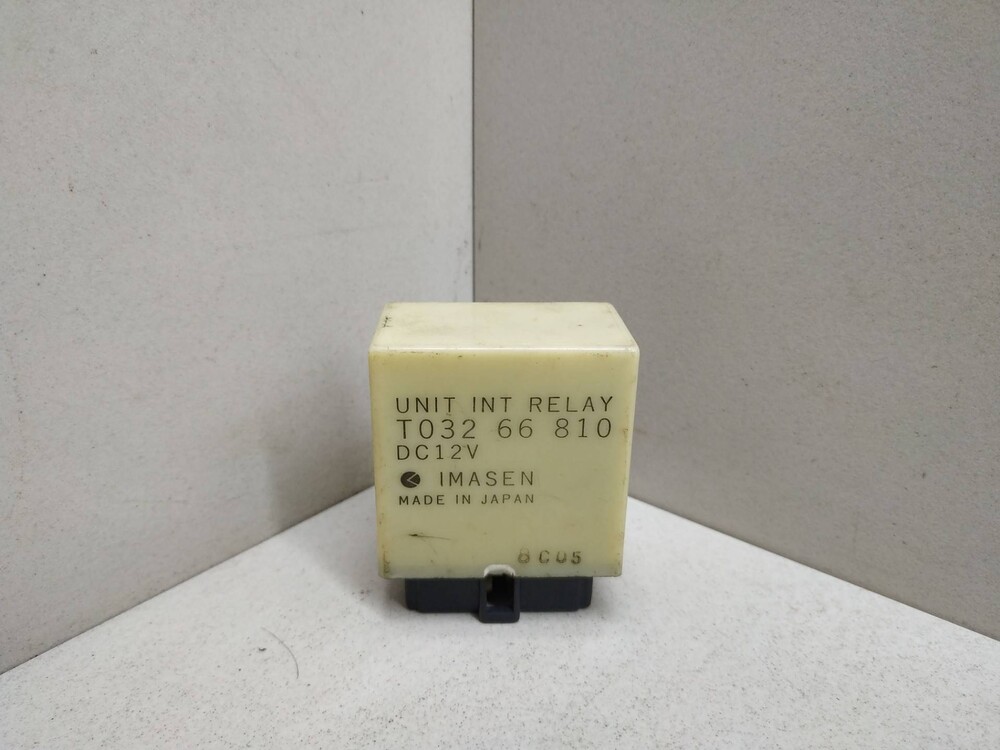 UNIT INT RELAY
T032 66 810
DC12V
IMASEN
MADE IN JAPAN
8C05